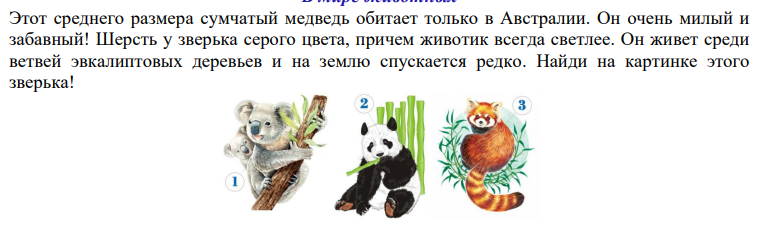 В мире животных
Этот среднего размера сумчатый медведь обитает только в Австралии. Он очень милый и
забавный! Шерсть у зверька серого цвета, причем животик всегда светлее. Он живет среди
ветвей эвкалиптовых деревьев и на землю спускается редко. Найди на картинке этого
зверька!
1 2 3